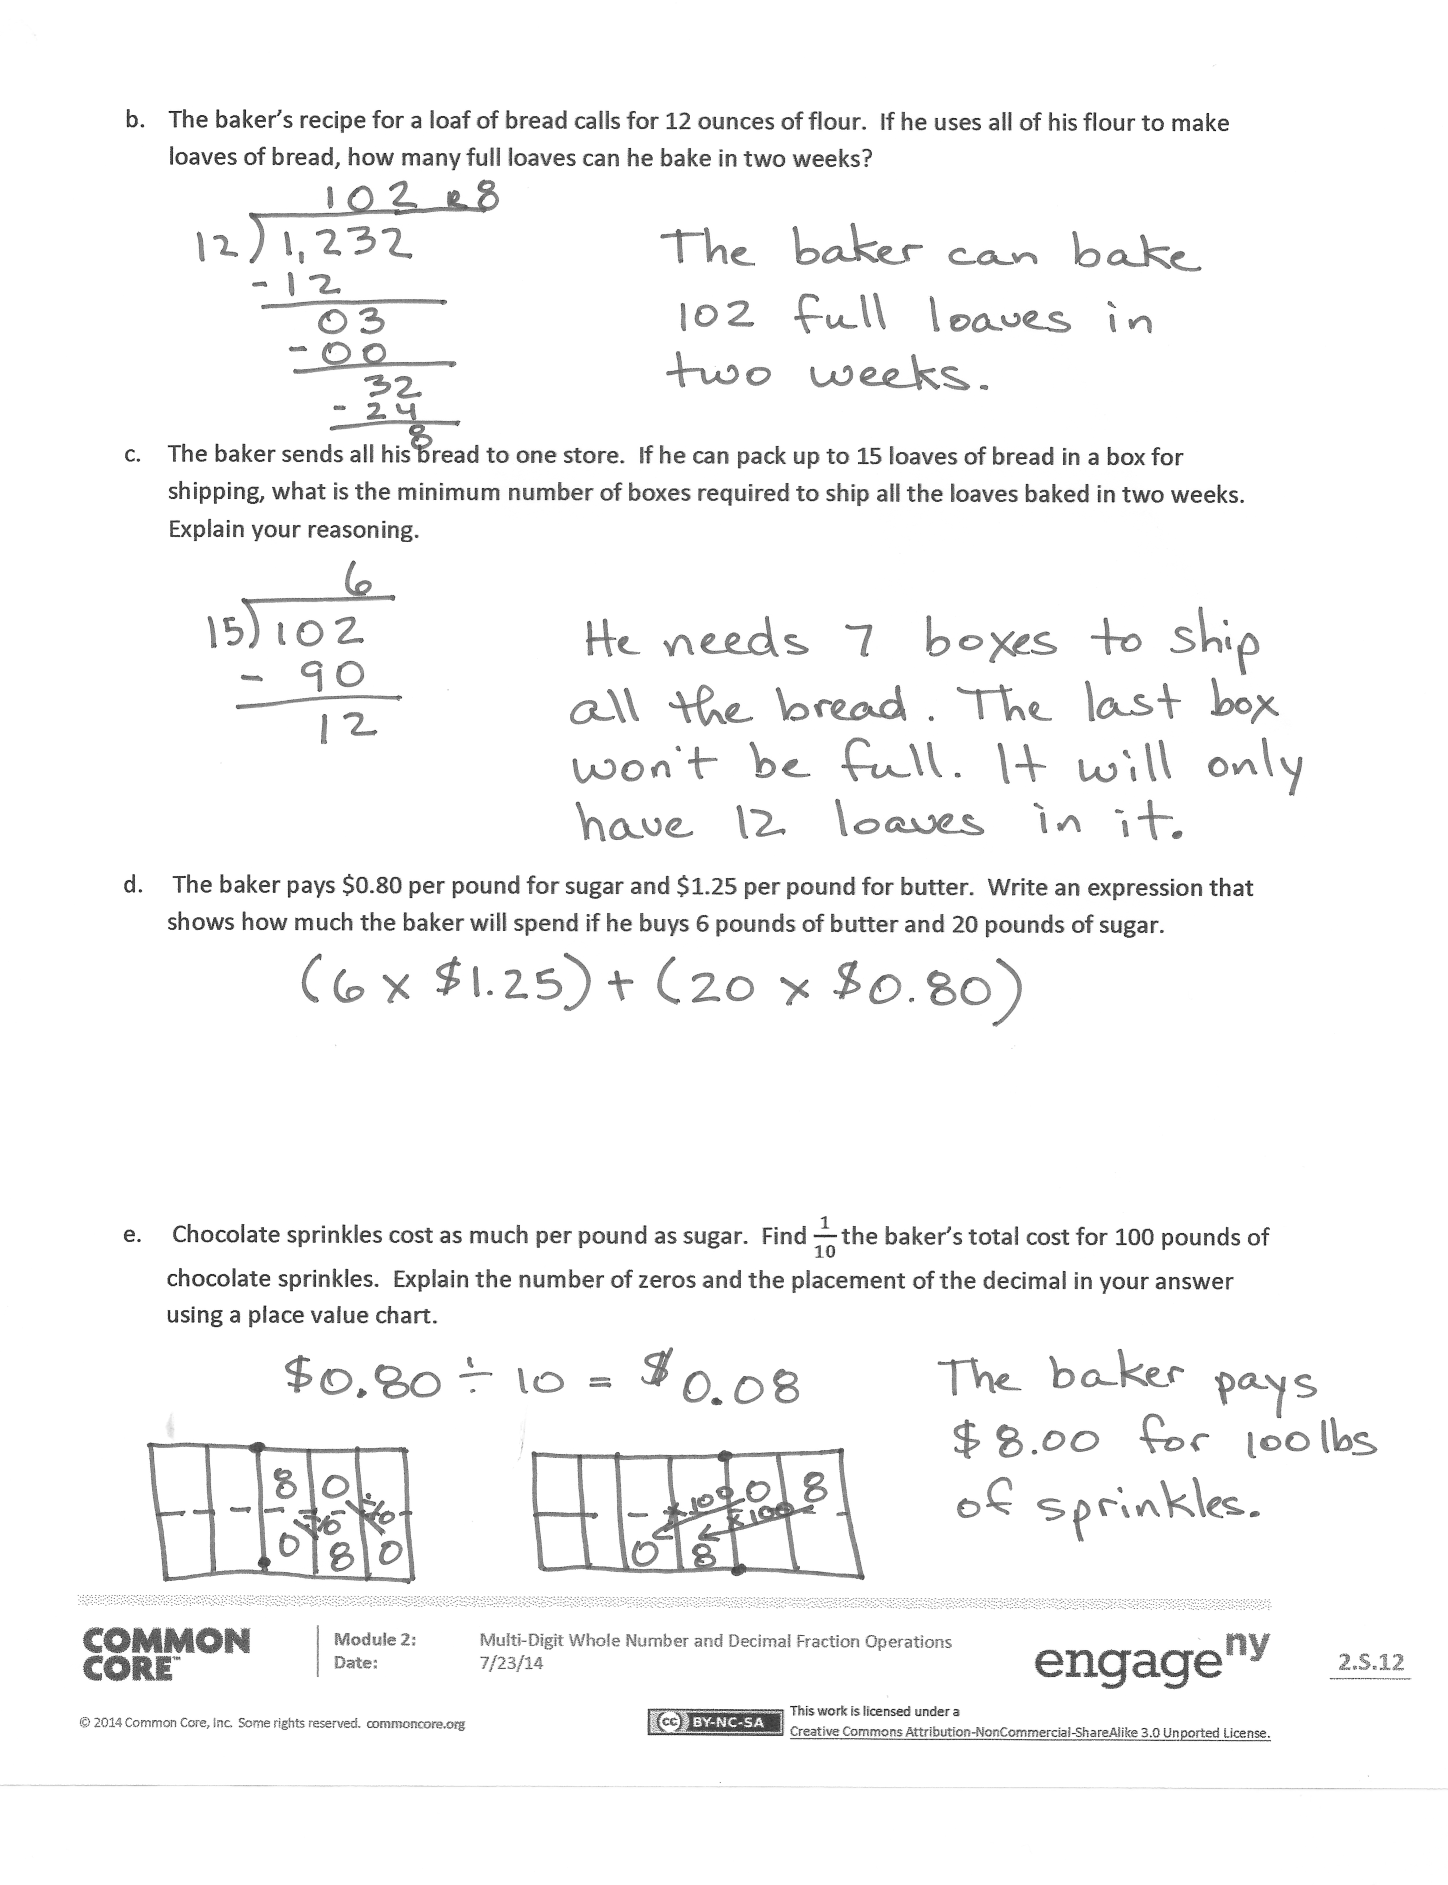 b. The baker's recipe for a loaf of bread calls for 12 ounces of flour. If he uses all of his flour to make
loaves of bread, how many full loaves can he bake in two weeks?
102 R8
12)1,232
-12
03
-00
32
-24
8
The baker can bake
102 full loaves in
two weeks.
c. The baker sends all his bread to one store. If he can pack up to 15 loaves of bread in a box for
shipping, what is the minimum number of boxes required to ship all the loaves baked in two weeks.
Explain your reasoning.
6
15)102
- 90
12
He needs 7 boxes to ship
all the bread. The last box
won't be full. It will only
have 12 loaves in it.
d. The baker pays $0.80 per pound for sugar and $1.25 per pound for butter. Write an expression that
shows how much the baker will spend if he buys 6 pounds of butter and 20 pounds of sugar.
(6 x $1.25) + (20 x $0.80)
e. Chocolate sprinkles cost as much per pound as sugar. Find 1/10 the baker's total cost for 100 pounds of
chocolate sprinkles. Explain the number of zeros and the placement of the decimal in your answer
using a place value chart.
$0.80 ÷ 10 = $0.08
8 0
÷10 ÷10
0 8 0
0 8
x100 x100
0 8
The baker pays
$8.00 for 100lbs
of sprinkles.
COMMON
CORE™
Module 2:
Date:
Multi-Digit Whole Number and Decimal Fraction Operations
7/23/14
engageny
2.S.12
© 2014 Common Core, Inc. Some rights reserved. commoncore.org
cc BY-NC-SA
This work is licensed under a
Creative Commons Attribution-NonCommercial-ShareAlike 3.0 Unported License.